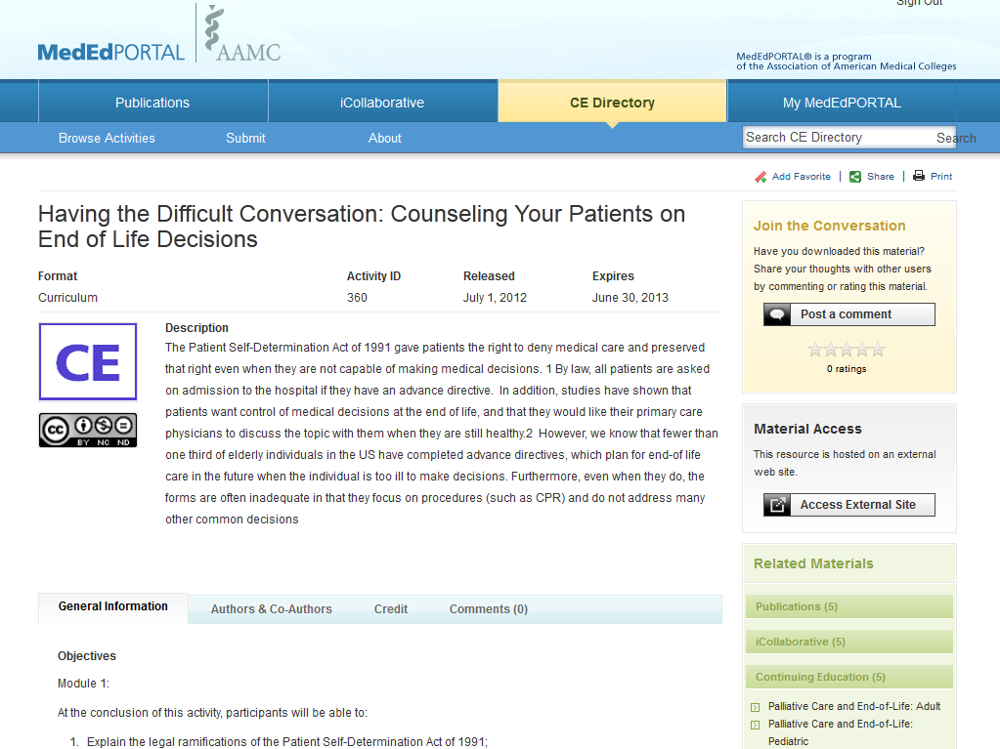 Sign Out
MedEdPORTAL
AAMC
MedEdPORTAL® is a program
of the Association of American Medical Colleges
Publications
iCollaborative
CE Directory
My MedEdPORTAL
Browse Activities
Submit
About
Search CE Directory
Search
Add Favorite
Share
Print
Having the Difficult Conversation: Counseling Your Patients on
End of Life Decisions
Format
Activity ID
Released
Expires
Curriculum
360
July 1, 2012
June 30, 2013
CE
cc
BY NC ND
Description
The Patient Self-Determination Act of 1991 gave patients the right to deny medical care and preserved
that right even when they are not capable of making medical decisions. 1 By law, all patients are asked
on admission to the hospital if they have an advance directive.  In addition, studies have shown that
patients want control of medical decisions at the end of life, and that they would like their primary care
physicians to discuss the topic with them when they are still healthy.2  However, we know that fewer than
one third of elderly individuals in the US have completed advance directives, which plan for end-of life
care in the future when the individual is too ill to make decisions. Furthermore, even when they do, the
forms are often inadequate in that they focus on procedures (such as CPR) and do not address many
other common decisions
General Information
Authors & Co-Authors
Credit
Comments (0)
Objectives
Module 1:
At the conclusion of this activity, participants will be able to:
1. Explain the legal ramifications of the Patient Self-Determination Act of 1991;
Join the Conversation
Have you downloaded this material?
Share your thoughts with other users
by commenting or rating this material.
Post a comment
0 ratings
Material Access
This resource is hosted on an external
web site.
Access External Site
Related Materials
Publications (5)
iCollaborative (5)
Continuing Education (5)
Palliative Care and End-of-Life: Adult
Palliative Care and End-of-Life:
Pediatric